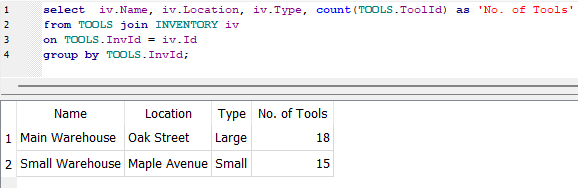 1 select iv.Name, iv.Location, iv.Type, count(TOOLS.ToolId) as 'No. of Tools'
2 from TOOLS join INVENTORY iv
3 on TOOLS.InvId = iv.Id
4 group by TOOLS.InvId;
Name Location Type No. of Tools
1 Main Warehouse Oak Street Large 18
2 Small Warehouse Maple Avenue Small 15